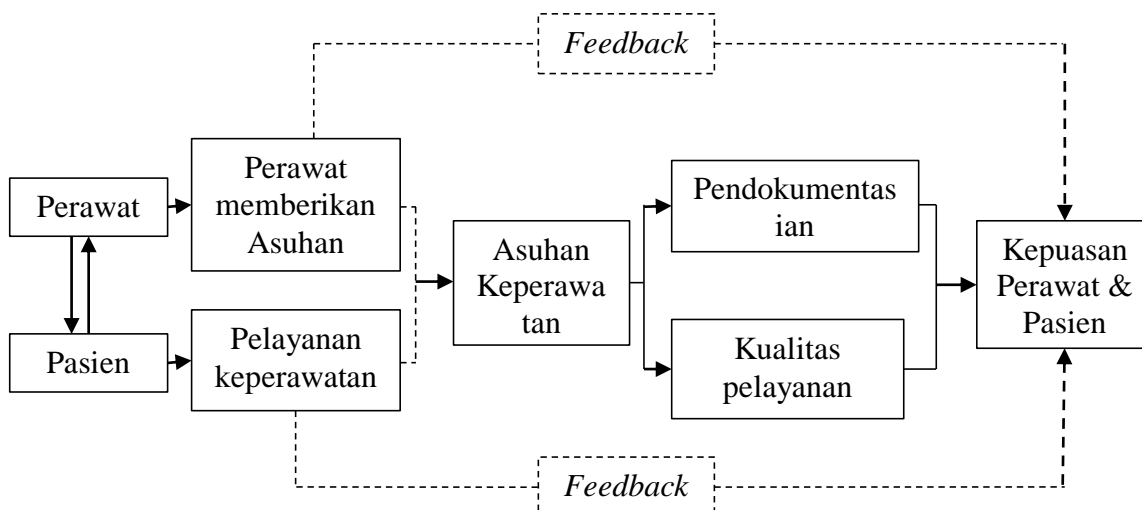 Feedback
Perawat
Perawat
memberikan
Asuhan
Pendokumentas
ian
Asuhan
Keperawa
tan
Kepuasan
Perawat &
Pasien
Pasien
Pelayanan
keperawatan
Kualitas
pelayanan
Feedback